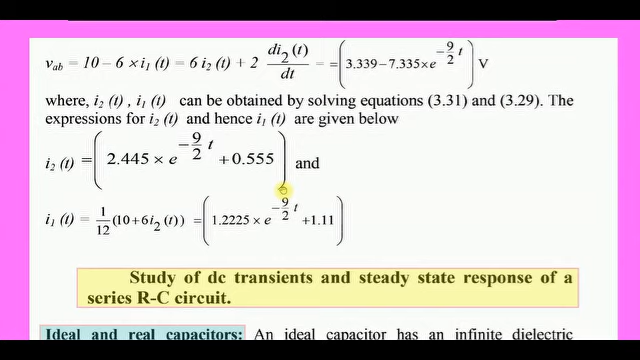 v_ab = 10 – 6 × i₁(t) = 6 i₂(t) + 2 di₂(t)/dt = = (3.339 – 7.335 × e^(–9/2 t)) V
where, i₂(t) , i₁(t) can be obtained by solving equations (3.31) and (3.29). The
expressions for i₂(t) and hence i₁(t) are given below
i₂(t) = (2.445 × e^(–9/2 t) + 0.555) and
i₁(t) = 1/12 (10 + 6i₂(t)) = (1.2225 × e^(–9/2 t) + 1.11)
Study of dc transients and steady state response of a
series R-C circuit.
Ideal and real capacitors: An ideal capacitor has an infinite dielectric